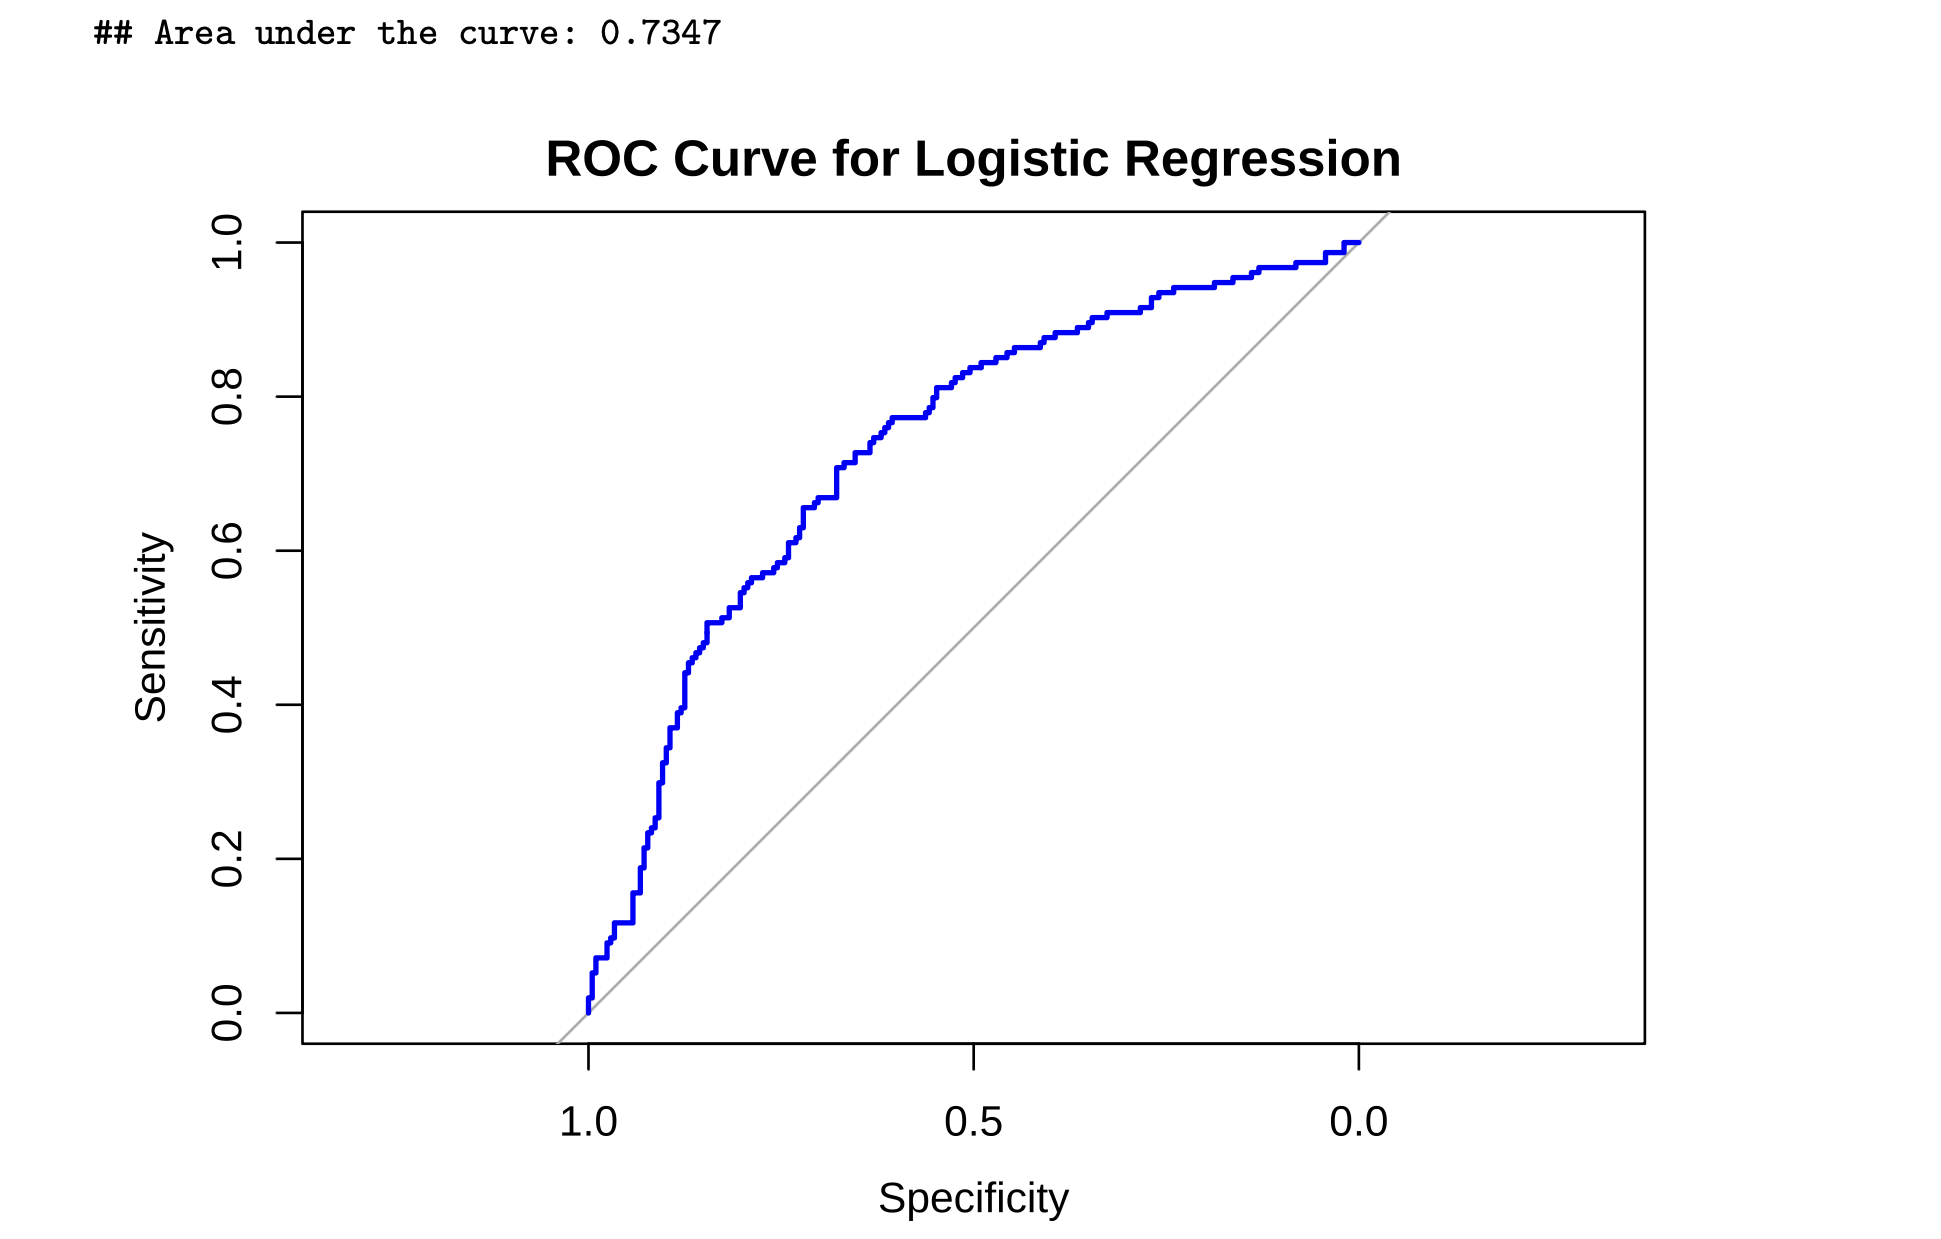 ## Area under the curve: 0.7347
ROC Curve for Logistic Regression
1.0
0.8
0.6
0.4
0.2
0.0
Sensitivity
1.0 0.5 0.0
Specificity